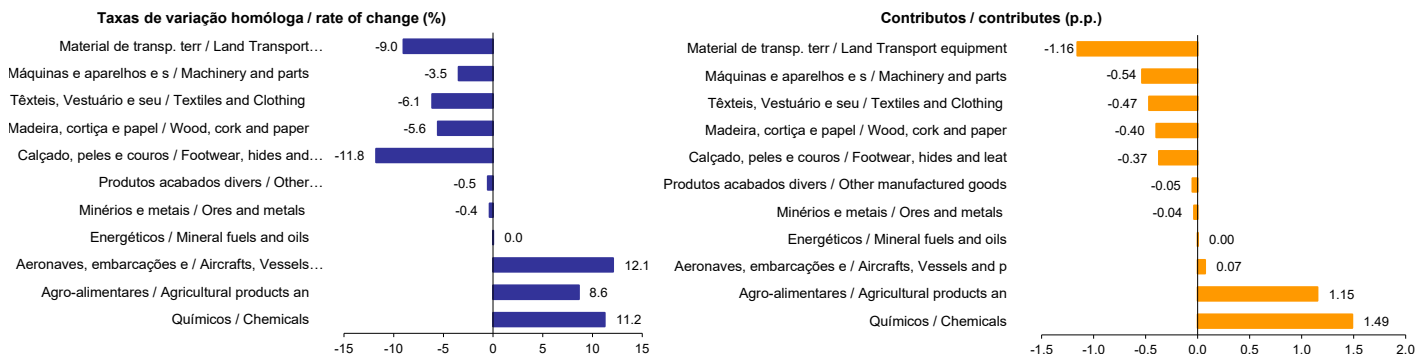 Taxas de variação homóloga / rate of change (%)
Material de transp. terr / Land Transport… -9.0
Máquinas e aparelhos e s / Machinery and parts -3.5
Têxteis, Vestuário e seu / Textiles and Clothing -6.1
Madeira, cortiça e papel / Wood, cork and paper -5.6
Calçado, peles e couros / Footwear, hides and… -11.8
Produtos acabados divers / Other… -0.5
Minérios e metais / Ores and metals -0.4
Energéticos / Mineral fuels and oils 0.0
Aeronaves, embarcações e / Aircrafts, Vessels… 12.1
Agro-alimentares / Agricultural products an 8.6
Químicos / Chemicals 11.2
-15 -10 -5 0 5 10 15
Contributos / contributes (p.p.)
Material de transp. terr / Land Transport equipment -1.16
Máquinas e aparelhos e s / Machinery and parts -0.54
Têxteis, Vestuário e seu / Textiles and Clothing -0.47
Madeira, cortiça e papel / Wood, cork and paper -0.40
Calçado, peles e couros / Footwear, hides and leat -0.37
Produtos acabados divers / Other manufactured goods -0.05
Minérios e metais / Ores and metals -0.04
Energéticos / Mineral fuels and oils 0.00
Aeronaves, embarcações e / Aircrafts, Vessels and p 0.07
Agro-alimentares / Agricultural products an 1.15
Químicos / Chemicals 1.49
-1.5 -1.0 -0.5 0.0 0.5 1.0 1.5 2.0